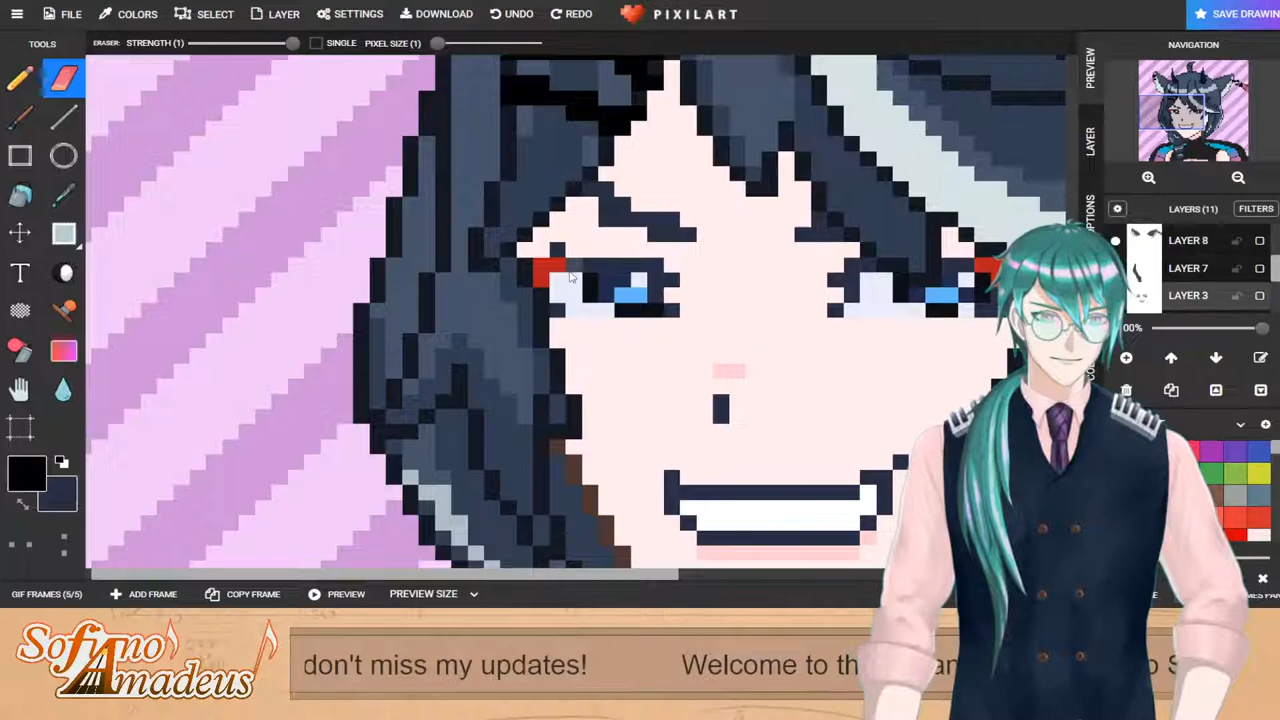 FILE COLORS SELECT LAYER SETTINGS DOWNLOAD UNDO REDO PIXILART SAVE DRAWIN
TOOLS ERASER: STRENGTH (1) SINGLE PIXEL SIZE (1) NAVIGATION
PREVIEW
LAYER
LAYERS (11) FILTERS
LAYER 8
LAYER 7
LAYER 3
00%
GIF FRAMES (5/5) ADD FRAME COPY FRAME PREVIEW PREVIEW SIZE
Sofiano
Amadeus
don't miss my updates! Welcome to th